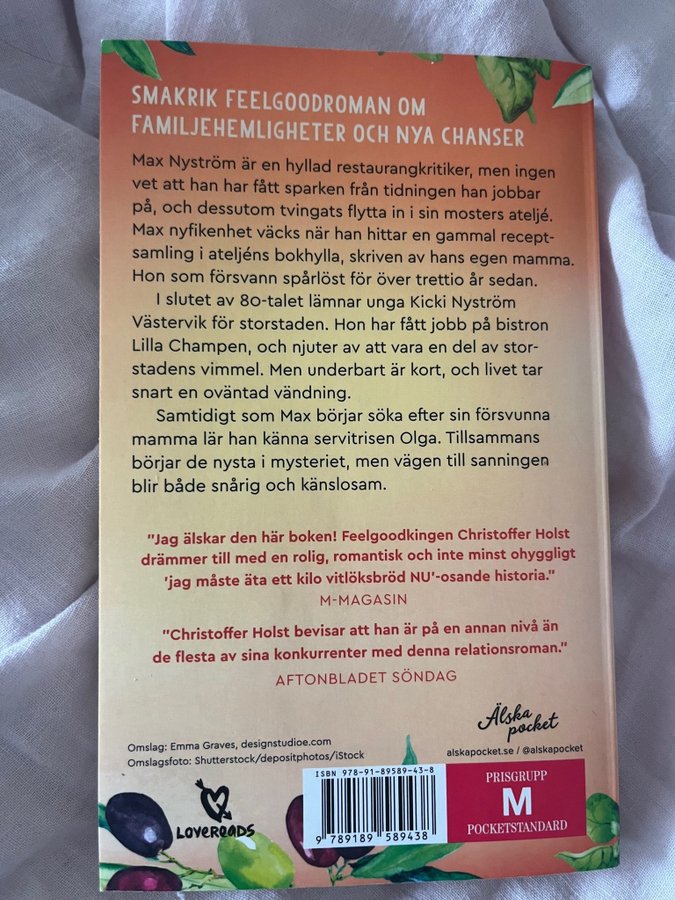 SMAKRIK FEELGOODROMAN OM
FAMILJEHEMLIGHETER OCH NYA CHANSER
Max Nyström är en hyllad restaurangkritiker, men ingen
vet att han har fått sparken från tidningen han jobbar
på, och dessutom tvingats flytta in i sin mosters ateljé.
Max nyfikenhet väcks när han hittar en gammal recept-
samling i ateljéns bokhylla, skriven av hans egen mamma.
Hon som försvann spårlöst för över trettio år sedan.
I slutet av 80-talet lämnar unga Kicki Nyström
Västervik för storstaden. Hon har fått jobb på bistron
Lilla Champen, och njuter av att vara en del av stor-
stadens vimmel. Men underbart är kort, och livet tar
snart en oväntad vändning.
Samtidigt som Max börjar söka efter sin försvunna
mamma lär han känna servitrisen Olga. Tillsammans
börjar de nysta i mysteriet, men vägen till sanningen
blir både snårig och känslosam.
"Jag älskar den här boken! Feelgoodkingen Christoffer Holst
drämmer till med en rolig, romantisk och inte minst ohyggligt
'jag måste äta ett kilo vitlöksbröd NU'-osande historia."
M-MAGASIN
"Christoffer Holst bevisar att han är på en annan nivå än
de flesta av sina konkurrenter med denna relationsroman."
AFTONBLADET SÖNDAG
Älska
pocket
alskapocket.se / @alskapocket
Omslag: Emma Graves, designstudioe.com
Omslagsfoto: Shutterstock/depositphotos/iStock
LOVEREADS
ISBN 978-91-89589-43-8
9 789189 589438
PRISGRUPP
M
POCKETSTANDARD